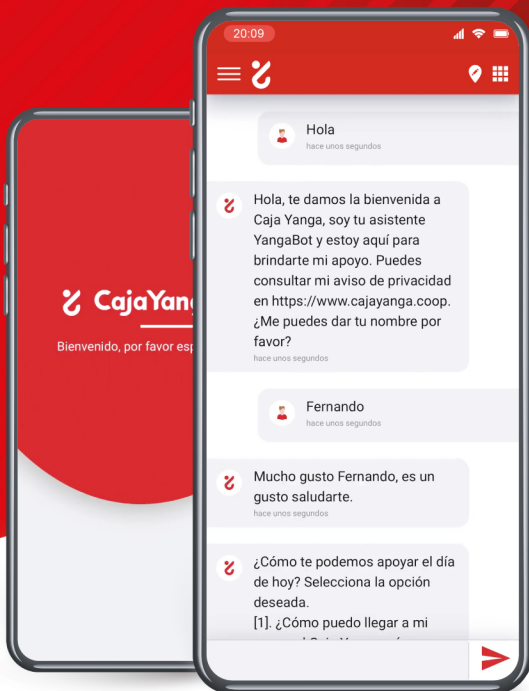 20:09
Hola
hace unos segundos
Hola, te damos la bienvenida a
Caja Yanga, soy tu asistente
YangaBot y estoy aquí para
brindarte mi apoyo. Puedes
consultar mi aviso de privacidad
en https://www.cajayanga.coop.
¿Me puedes dar tu nombre por
favor?
hace unos segundos
Fernando
hace unos segundos
Mucho gusto Fernando, es un
gusto saludarte.
hace unos segundos
¿Cómo te podemos apoyar el día
de hoy? Selecciona la opción
deseada.
[1]. ¿Cómo puedo llegar a mi
CajaYan
Bienvenido, por favor esp